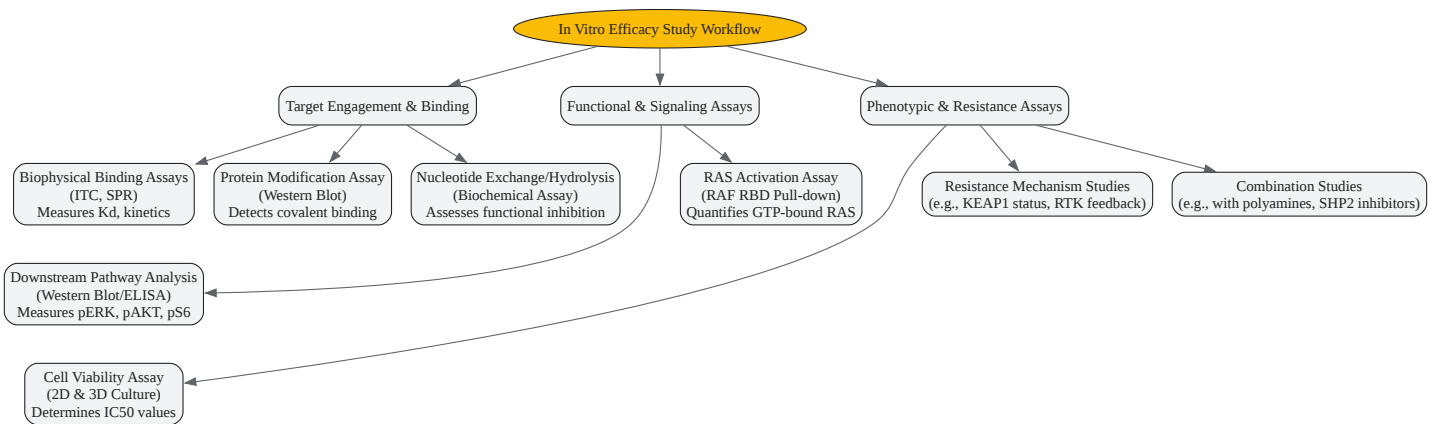 In Vitro Efficacy Study Workflow
Target Engagement & Binding
Functional & Signaling Assays
Phenotypic & Resistance Assays
Biophysical Binding Assays
(ITC, SPR)
Measures Kd, kinetics
Protein Modification Assay
(Western Blot)
Detects covalent binding
Nucleotide Exchange/Hydrolysis
(Biochemical Assay)
Assesses functional inhibition
RAS Activation Assay
(RAF RBD Pull-down)
Quantifies GTP-bound RAS
Resistance Mechanism Studies
(e.g., KEAP1 status, RTK feedback)
Combination Studies
(e.g., with polyamines, SHP2 inhibitors)
Downstream Pathway Analysis
(Western Blot/ELISA)
Measures pERK, pAKT, pS6
Cell Viability Assay
(2D & 3D Culture)
Determines IC50 values